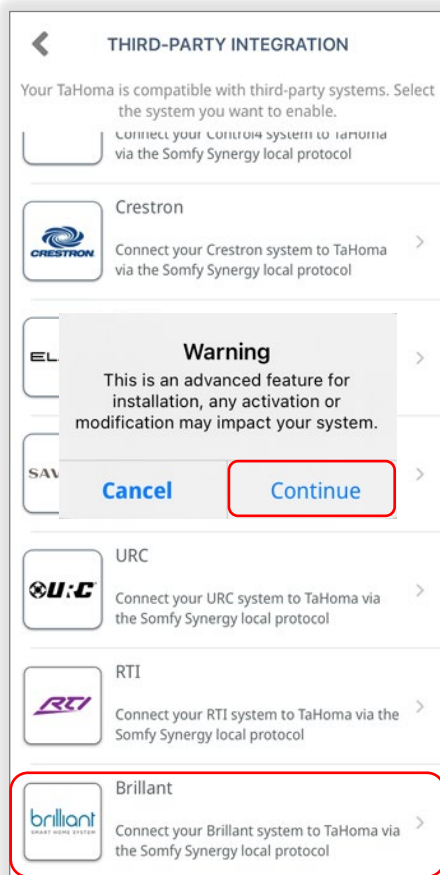 THIRD-PARTY INTEGRATION
Your TaHoma is compatible with third-party systems. Select
the system you want to enable.
Connect your Control4 system to TaHoma
via the Somfy Synergy local protocol
Crestron
CRESTRON
Connect your Crestron system to TaHoma
via the Somfy Synergy local protocol
EL
Warning
This is an advanced feature for
installation, any activation or
modification may impact your system.
SAV
Cancel
Continue
URC
URC
Connect your URC system to TaHoma via
the Somfy Synergy local protocol
RTI
RTI
Connect your RTI system to TaHoma via the
Somfy Synergy local protocol
Brillant
brilliant
SMART HOME SYSTEM
Connect your Brillant system to TaHoma via
the Somfy Synergy local protocol